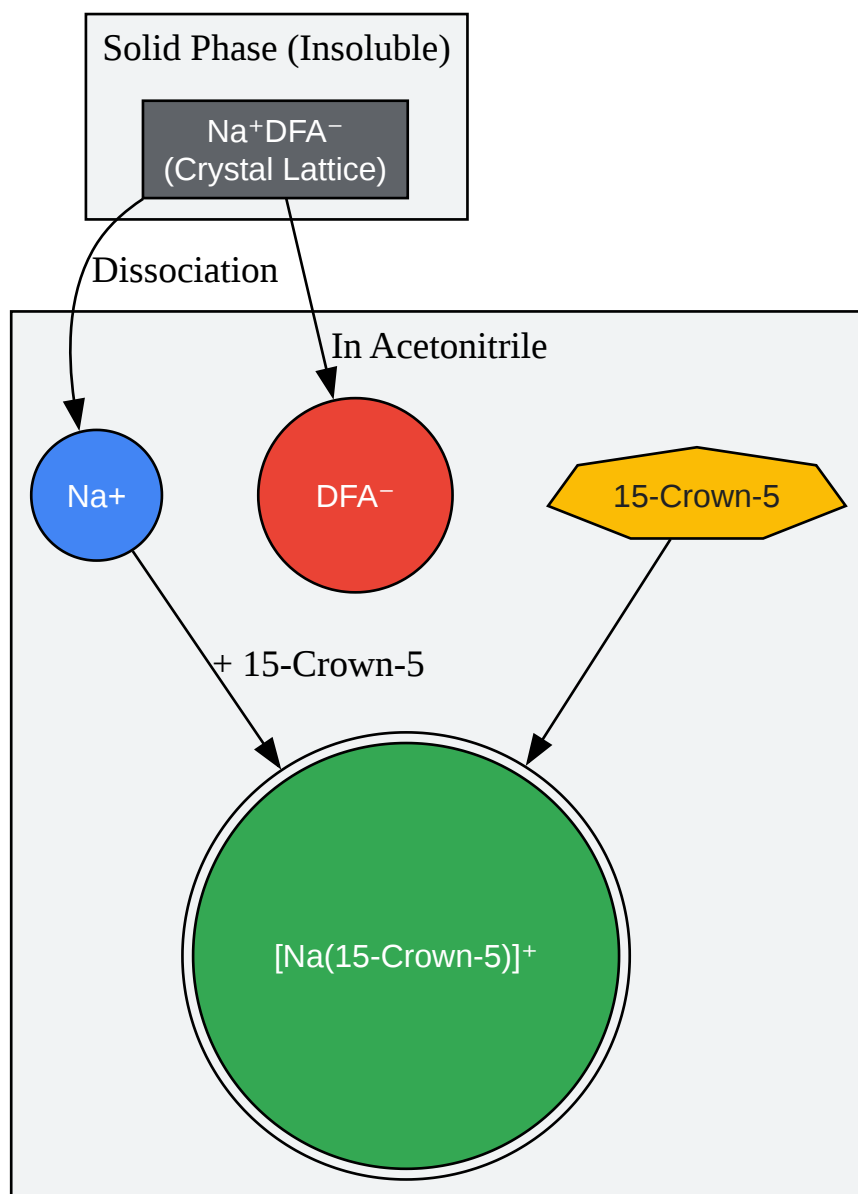 Solid Phase (Insoluble)
Na⁺DFA⁻
(Crystal Lattice)
Dissociation
In Acetonitrile
Na+
DFA⁻
15-Crown-5
+ 15-Crown-5
[Na(15-Crown-5)]⁺